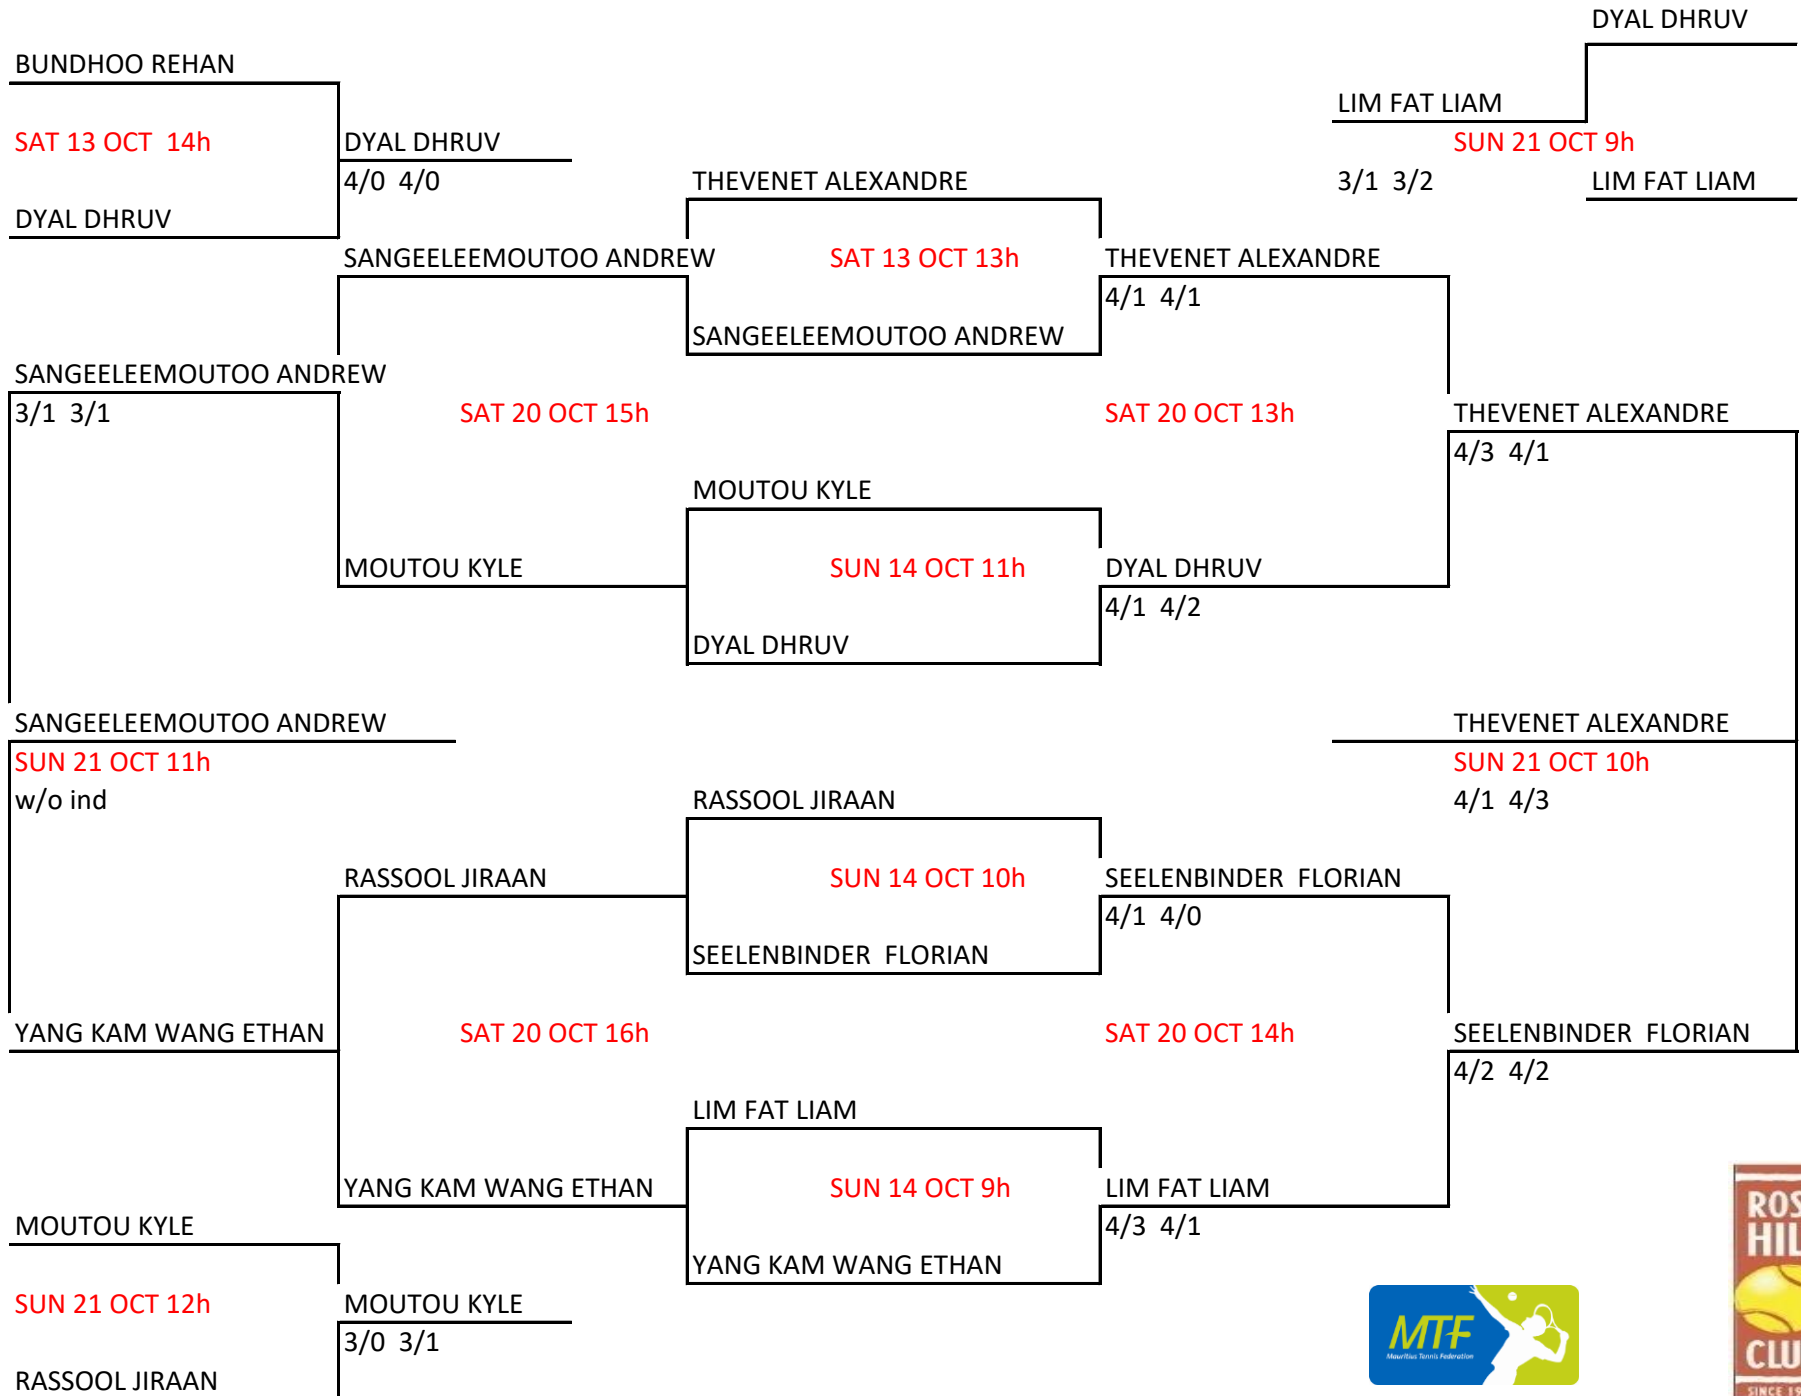 DYAL DHRUV
BUNDHOO REHAN
LIM FAT LIAM
SAT 13 OCT 14h
DYAL DHRUV
SUN 21 OCT 9h
4/0 4/0
THEVENET ALEXANDRE
3/1 3/2
LIM FAT LIAM
DYAL DHRUV
SANGEELEEMOUTOO ANDREW
SAT 13 OCT 13h
THEVENET ALEXANDRE
4/1 4/1
SANGEELEEMOUTOO ANDREW
SANGEELEEMOUTOO ANDREW
3/1 3/1
SAT 20 OCT 15h
SAT 20 OCT 13h
THEVENET ALEXANDRE
4/3 4/1
MOUTOU KYLE
MOUTOU KYLE
SUN 14 OCT 11h
DYAL DHRUV
4/1 4/2
DYAL DHRUV
SANGEELEEMOUTOO ANDREW
THEVENET ALEXANDRE
SUN 21 OCT 11h
SUN 21 OCT 10h
w/o ind
RASSOOL JIRAAN
4/1 4/3
RASSOOL JIRAAN
SUN 14 OCT 10h
SEELENBINDER FLORIAN
4/1 4/0
SEELENBINDER FLORIAN
YANG KAM WANG ETHAN
SAT 20 OCT 16h
SAT 20 OCT 14h
SEELENBINDER FLORIAN
4/2 4/2
LIM FAT LIAM
YANG KAM WANG ETHAN
SUN 14 OCT 9h
LIM FAT LIAM
MOUTOU KYLE
4/3 4/1
YANG KAM WANG ETHAN
SUN 21 OCT 12h
MOUTOU KYLE
3/0 3/1
RASSOOL JIRAAN
MTF
Mauritius Tennis Federation
ROS
HIL
CLU